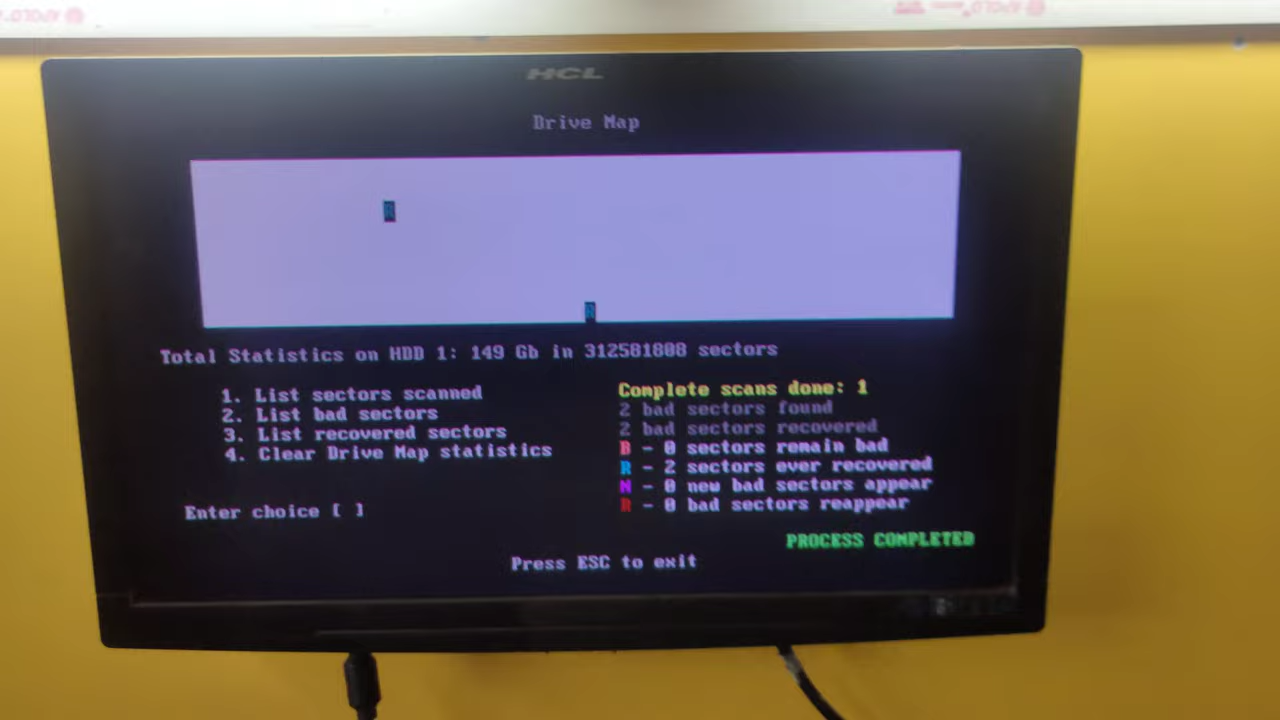 HCL
Drive Map
R
R
Total Statistics on HDD 1: 149 Gb in 312581808 sectors
1. List sectors scanned
2. List bad sectors
3. List recovered sectors
4. Clear Drive Map statistics
Enter choice [ ]
Complete scans done: 1
2 bad sectors found
2 bad sectors recovered
B - 0 sectors remain bad
R - 2 sectors ever recovered
N - 0 new bad sectors appear
R - 0 bad sectors reappear
PROCESS COMPLETED
Press ESC to exit